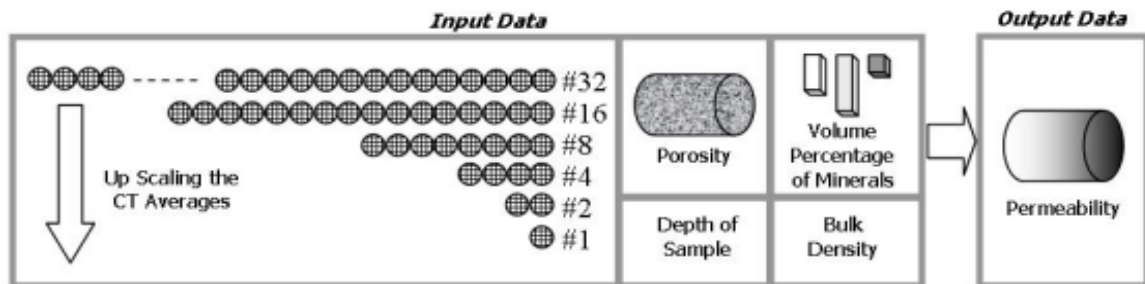 Input Data
Output Data
#32
#16
#8
#4
#2
#1
Up Scaling the
CT Averages
Porosity
Volume
Percentage
of Minerals
Depth of
Sample
Bulk
Density
Permeability